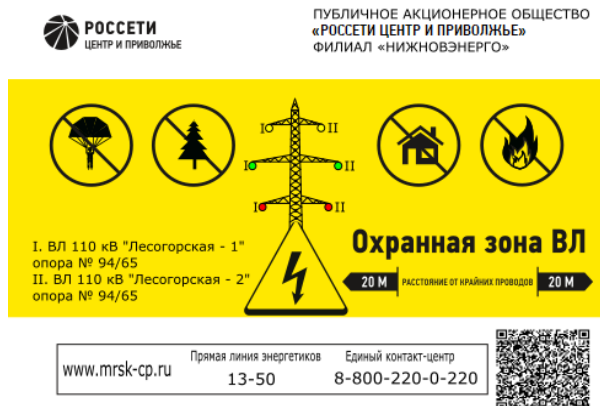 РОССЕТИ
ЦЕНТР И ПРИВОЛЖЬЕ
ПУБЛИЧНОЕ АКЦИОНЕРНОЕ ОБЩЕСТВО
«РОССЕТИ ЦЕНТР И ПРИВОЛЖЬЕ»
ФИЛИАЛ «НИЖНОВЭНЕРГО»
I II
I II
I II
I. ВЛ 110 кВ "Лесогорская - 1"
опора № 94/65
II. ВЛ 110 кВ "Лесогорская - 2"
опора № 94/65
Охранная зона ВЛ
20 М РАССТОЯНИЕ ОТ КРАЙНИХ ПРОВОДОВ 20 М
www.mrsk-cp.ru
Прямая линия энергетиков
13-50
Единый контакт-центр
8-800-220-0-220